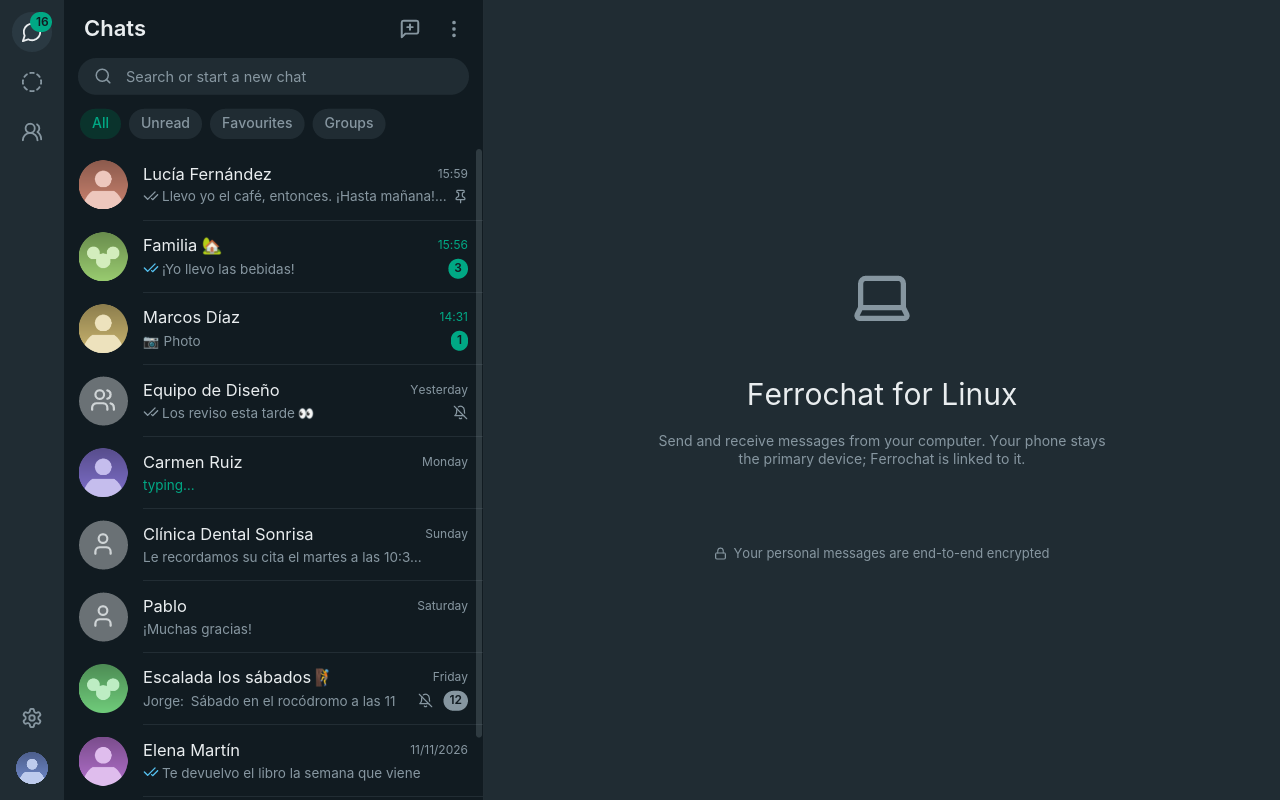 16
Chats
Search or start a new chat
All
Unread
Favourites
Groups
Lucía Fernández
15:59
Llevo yo el café, entonces. ¡Hasta mañana!...
Familia 🏡
15:56
¡Yo llevo las bebidas!
3
Marcos Díaz
14:31
📷 Photo
1
Equipo de Diseño
Yesterday
Los reviso esta tarde 👀
Carmen Ruiz
Monday
typing...
Clínica Dental Sonrisa
Sunday
Le recordamos su cita el martes a las 10:3...
Pablo
Saturday
¡Muchas gracias!
Escalada los sábados 🧗
Friday
Jorge: Sábado en el rocódromo a las 11
12
Elena Martín
11/11/2026
Te devuelvo el libro la semana que viene
Ferrochat for Linux
Send and receive messages from your computer. Your phone stays
the primary device; Ferrochat is linked to it.
Your personal messages are end-to-end encrypted